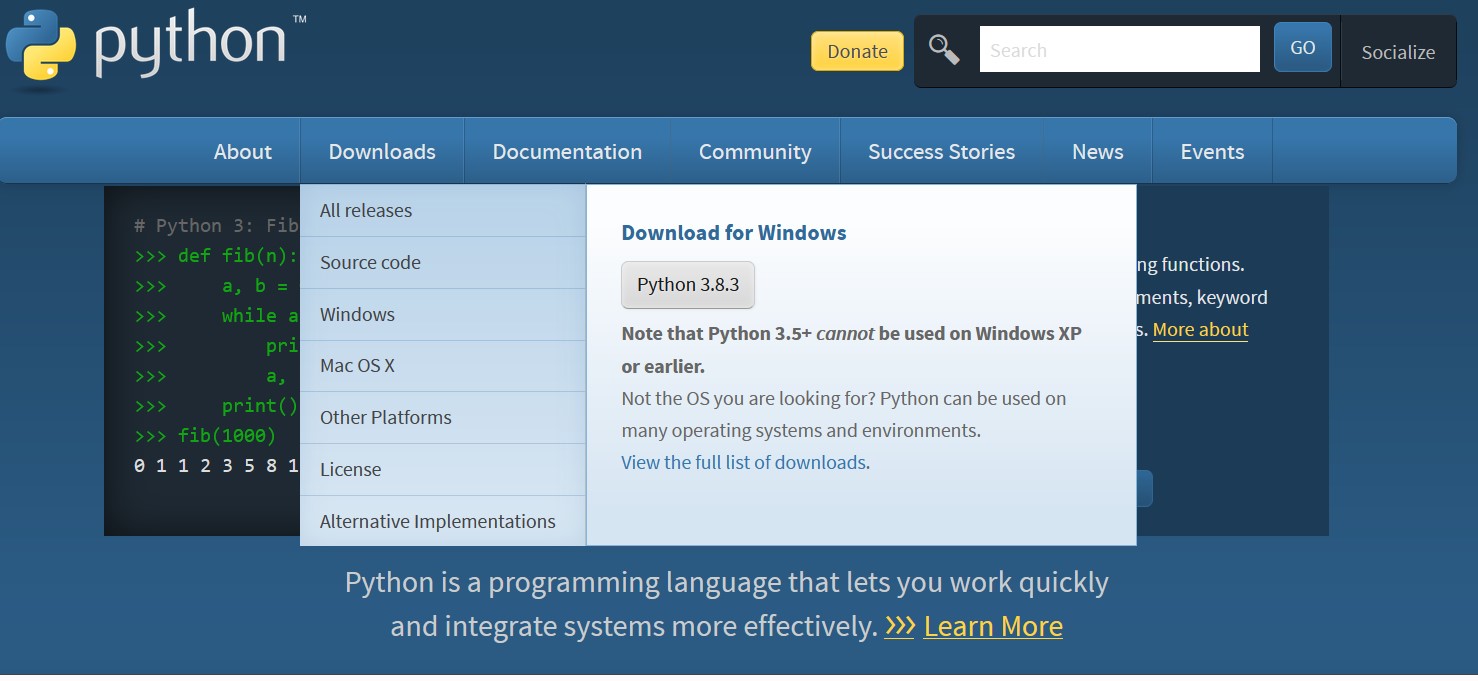 python™
Donate
Search
GO
Socialize
About
Downloads
Documentation
Community
Success Stories
News
Events
# Python 3: Fib
>>> def fib(n):
>>> a, b =
>>> while a
>>> pri
>>> a,
>>> print()
>>> fib(1000)
0 1 1 2 3 5 8 1
All releases
Source code
Windows
Mac OS X
Other Platforms
License
Alternative Implementations
Download for Windows
Python 3.8.3
Note that Python 3.5+ cannot be used on Windows XP
or earlier.
Not the OS you are looking for? Python can be used on
many operating systems and environments.
View the full list of downloads.
ng functions.
ments, keyword
s. More about
Python is a programming language that lets you work quickly
and integrate systems more effectively. >>> Learn More